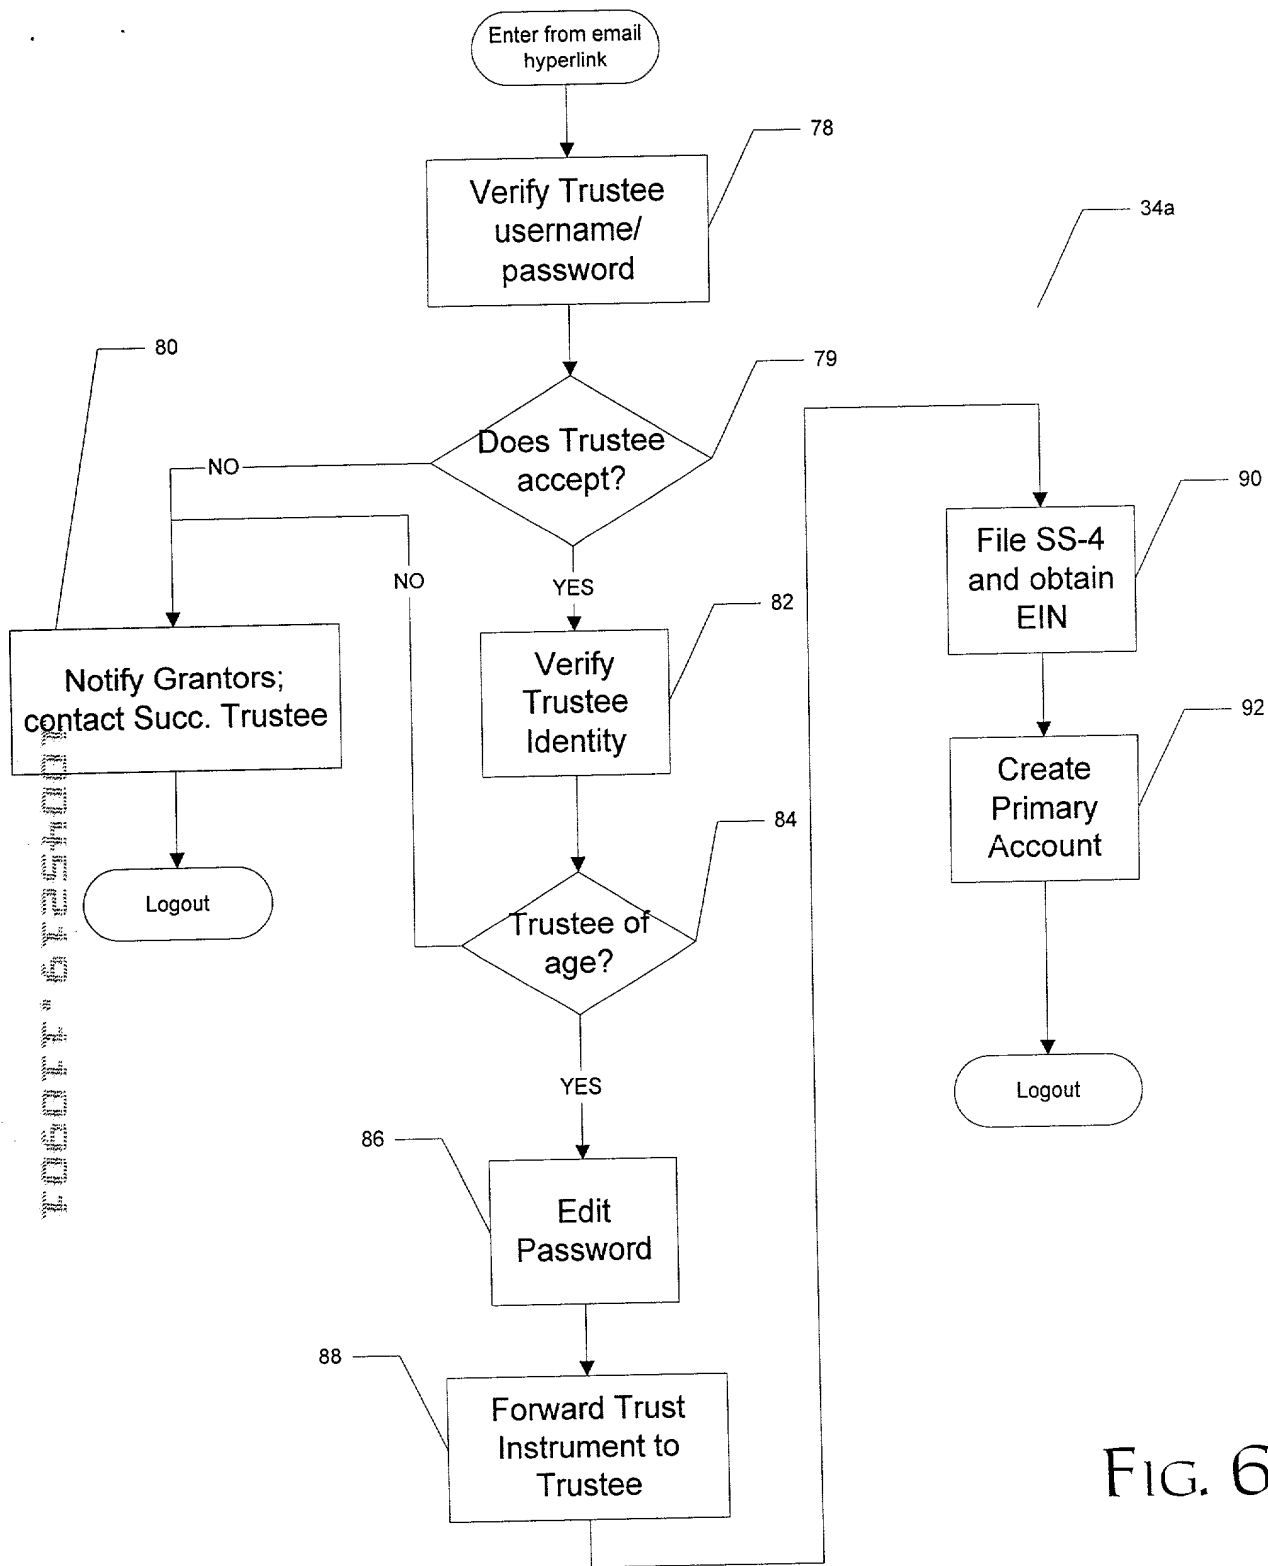 Enter from email
hyperlink
78
Verify Trustee
username/
password
34a
80
79
Does Trustee
accept?
NO
90
File SS-4
and obtain
EIN
NO
YES
82
Notify Grantors;
contact Succ. Trustee
Verify
Trustee
Identity
92
Create
Primary
Account
84
Logout
Trustee of
age?
YES
Logout
86
Edit
Password
88
Forward Trust
Instrument to
Trustee
FIG. 6